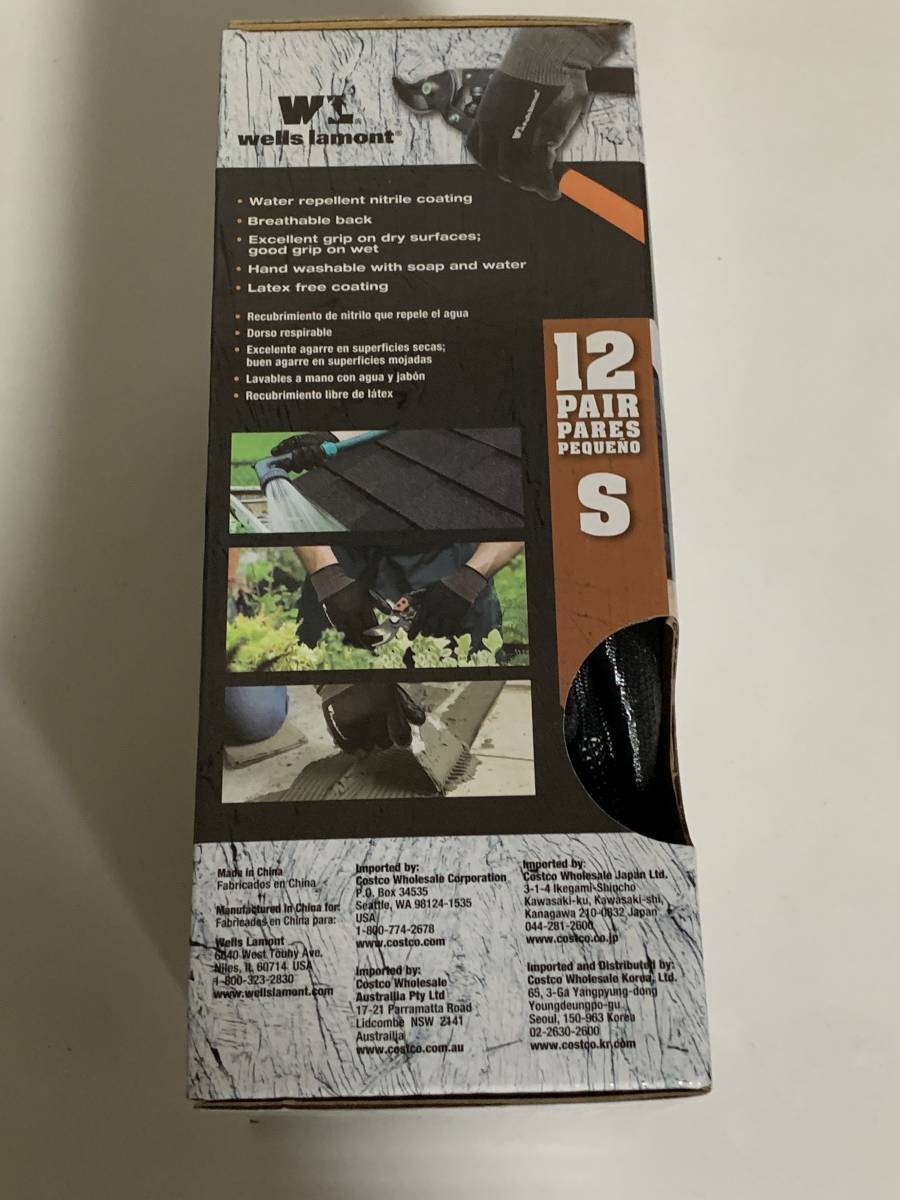 WL®
wells lamont®
• Water repellent nitrile coating
• Breathable back
• Excellent grip on dry surfaces;
good grip on wet
• Hand washable with soap and water
• Latex free coating
• Recubrimiento de nitrilo que repele el agua
• Dorso respirable
• Excelente agarre en superficies secas;
buen agarre en superficies mojadas
• Lavables a mano con agua y jabón
• Recubrimiento libre de látex
12
PAIR
PARES
PEQUEÑO
S
Made in China
Fabricados en China
Manufactured in China for:
Fabricados en China para:
Wells Lamont
6640 West Touhy Ave.
Niles, IL 60714 USA
1-800-323-2830
www.wellslamont.com
Imported by:
Costco Wholesale Corporation
P.O. Box 34535
Seattle, WA 98124-1535
USA
1-800-774-2678
www.costco.com
Imported by:
Costco Wholesale
Austrailia Pty Ltd
17-21 Parramatta Road
Lidcombe NSW 2141
Austrailia
www.costco.com.au
Imported by:
Costco Wholesale Japan Ltd.
3-1-4 Ikegami-Shincho
Kawasaki-ku, Kawasaki-shi,
Kanagawa 210-0832 Japan
044-281-2600
www.costco.co.jp
Imported and Distributed by:
Costco Wholesale Korea, Ltd.
65, 3-Ga Yangpyung-dong
Youngdeungpo-gu
Seoul, 150-963 Korea
02-2630-2600
www.costco.kr.com